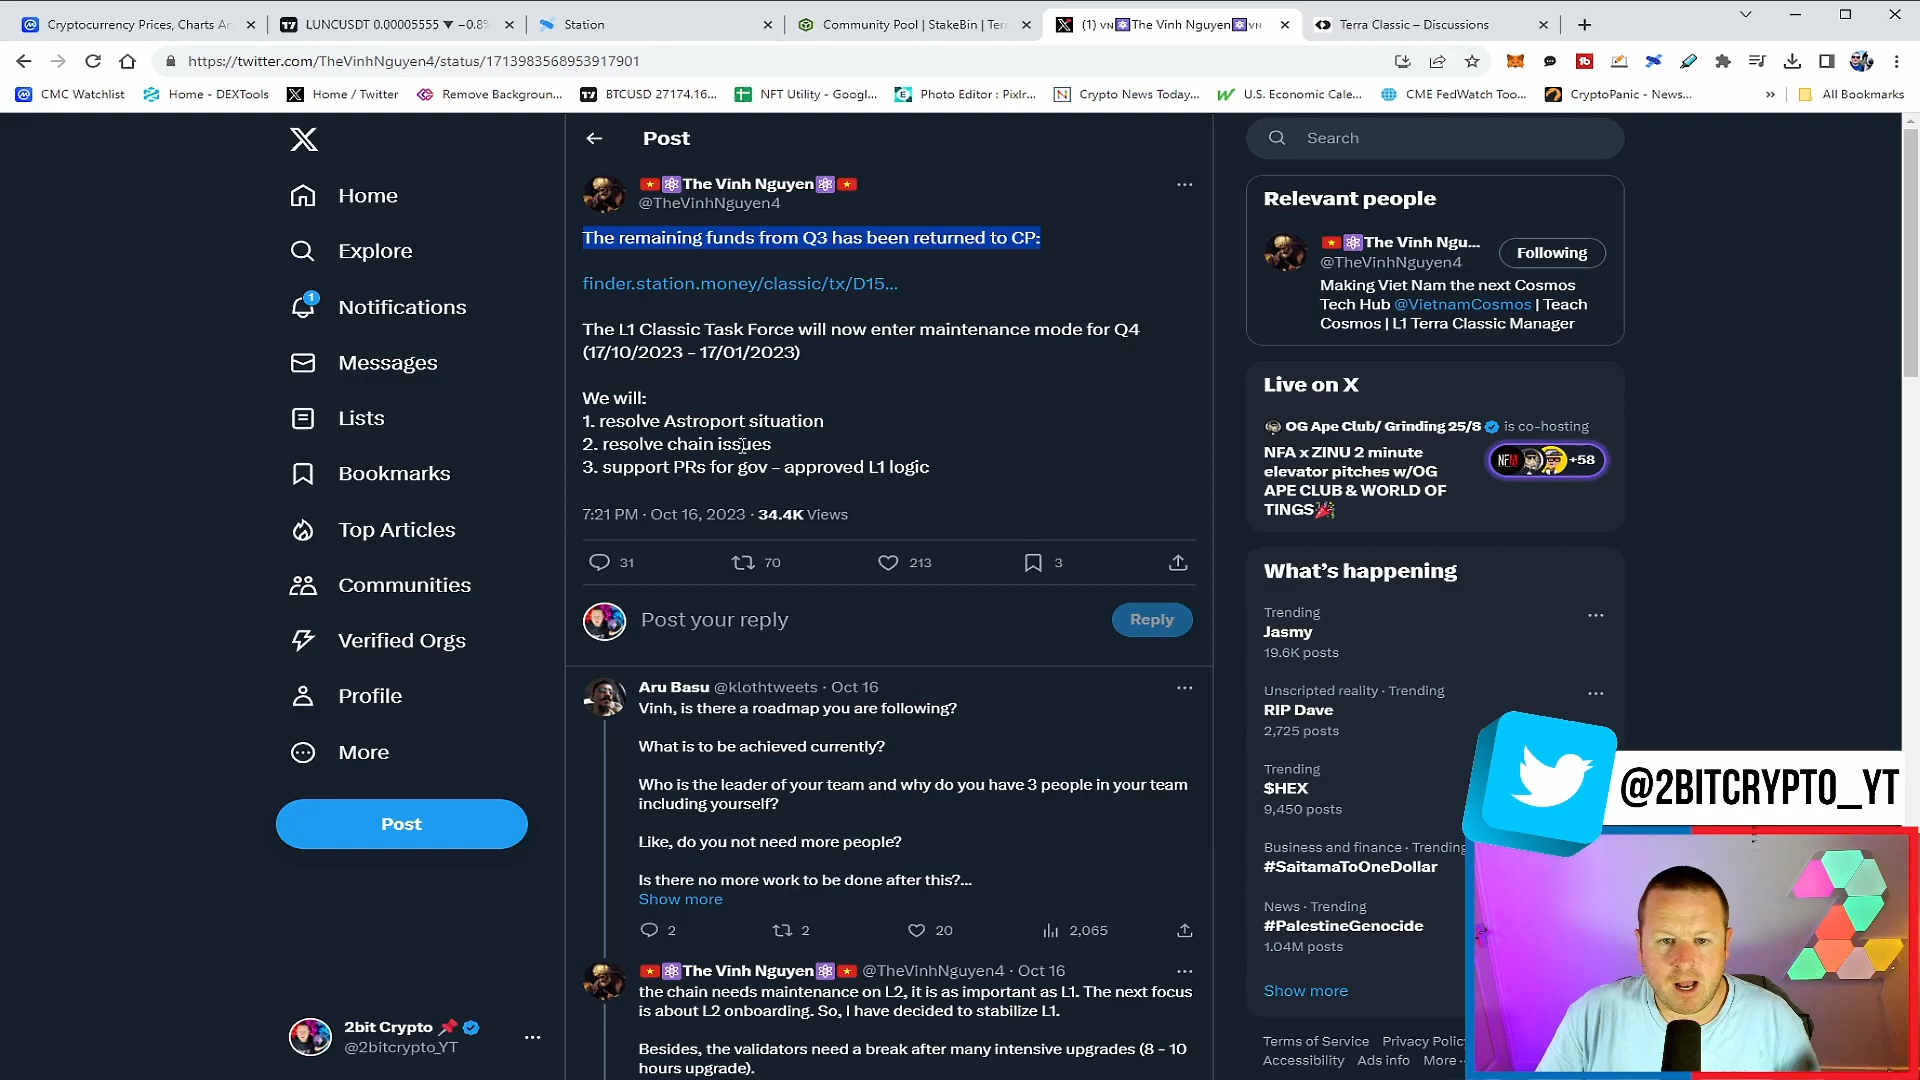 Cryptocurrency Prices, Charts An
LUNCUSDT 0.00005555 ▼ −0.8%
Station
Community Pool | StakeBin | Ter
(1) VN The Vinh Nguyen VN
Terra Classic – Discussions
https://twitter.com/TheVinhNguyen4/status/1713983568953917901
CMC Watchlist
Home - DEXTools
Home / Twitter
Remove Backgroun...
BTCUSD 27174.16...
NFT Utility - Googl...
Photo Editor : Pixlr...
Crypto News Today...
U.S. Economic Cale...
CME FedWatch Too...
CryptoPanic - News...
»
All Bookmarks
Home
Explore
1
Notifications
Messages
Lists
Bookmarks
Top Articles
Communities
Verified Orgs
Profile
More
Post
2bit Crypto
@2bitcrypto_YT
Post
The Vinh Nguyen
@TheVinhNguyen4
The remaining funds from Q3 has been returned to CP:
finder.station.money/classic/tx/D15...
The L1 Classic Task Force will now enter maintenance mode for Q4
(17/10/2023 – 17/01/2023)
We will:
1. resolve Astroport situation
2. resolve chain issues
3. support PRs for gov – approved L1 logic
7:21 PM · Oct 16, 2023 · 34.4K Views
31
70
213
3
Post your reply
Reply
Aru Basu @klothtweets · Oct 16
Vinh, is there a roadmap you are following?
What is to be achieved currently?
Who is the leader of your team and why do you have 3 people in your team
including yourself?
Like, do you not need more people?
Is there no more work to be done after this?...
Show more
2
2
20
2,065
The Vinh Nguyen @TheVinhNguyen4 · Oct 16
the chain needs maintenance on L2, it is as important as L1. The next focus
is about L2 onboarding. So, I have decided to stabilize L1.
Besides, the validators need a break after many intensive upgrades (8 - 10
hours upgrade).
Search
Relevant people
The Vinh Ngu...
@TheVinhNguyen4
Following
Making Viet Nam the next Cosmos
Tech Hub @VietnamCosmos | Teach
Cosmos | L1 Terra Classic Manager
Live on X
OG Ape Club/ Grinding 25/8 is co-hosting
NFA x ZINU 2 minute
elevator pitches w/OG
APE CLUB & WORLD OF
TINGS
+58
What's happening
Trending
Jasmy
19.6K posts
Unscripted reality · Trending
RIP Dave
2,725 posts
Trending
$HEX
9,450 posts
Business and finance · Trending
#SaitamaToOneDollar
News · Trending
#PalestineGenocide
1.04M posts
Show more
Terms of Service Privacy Polic
Accessibility Ads info More
@2BITCRYPTO_YT